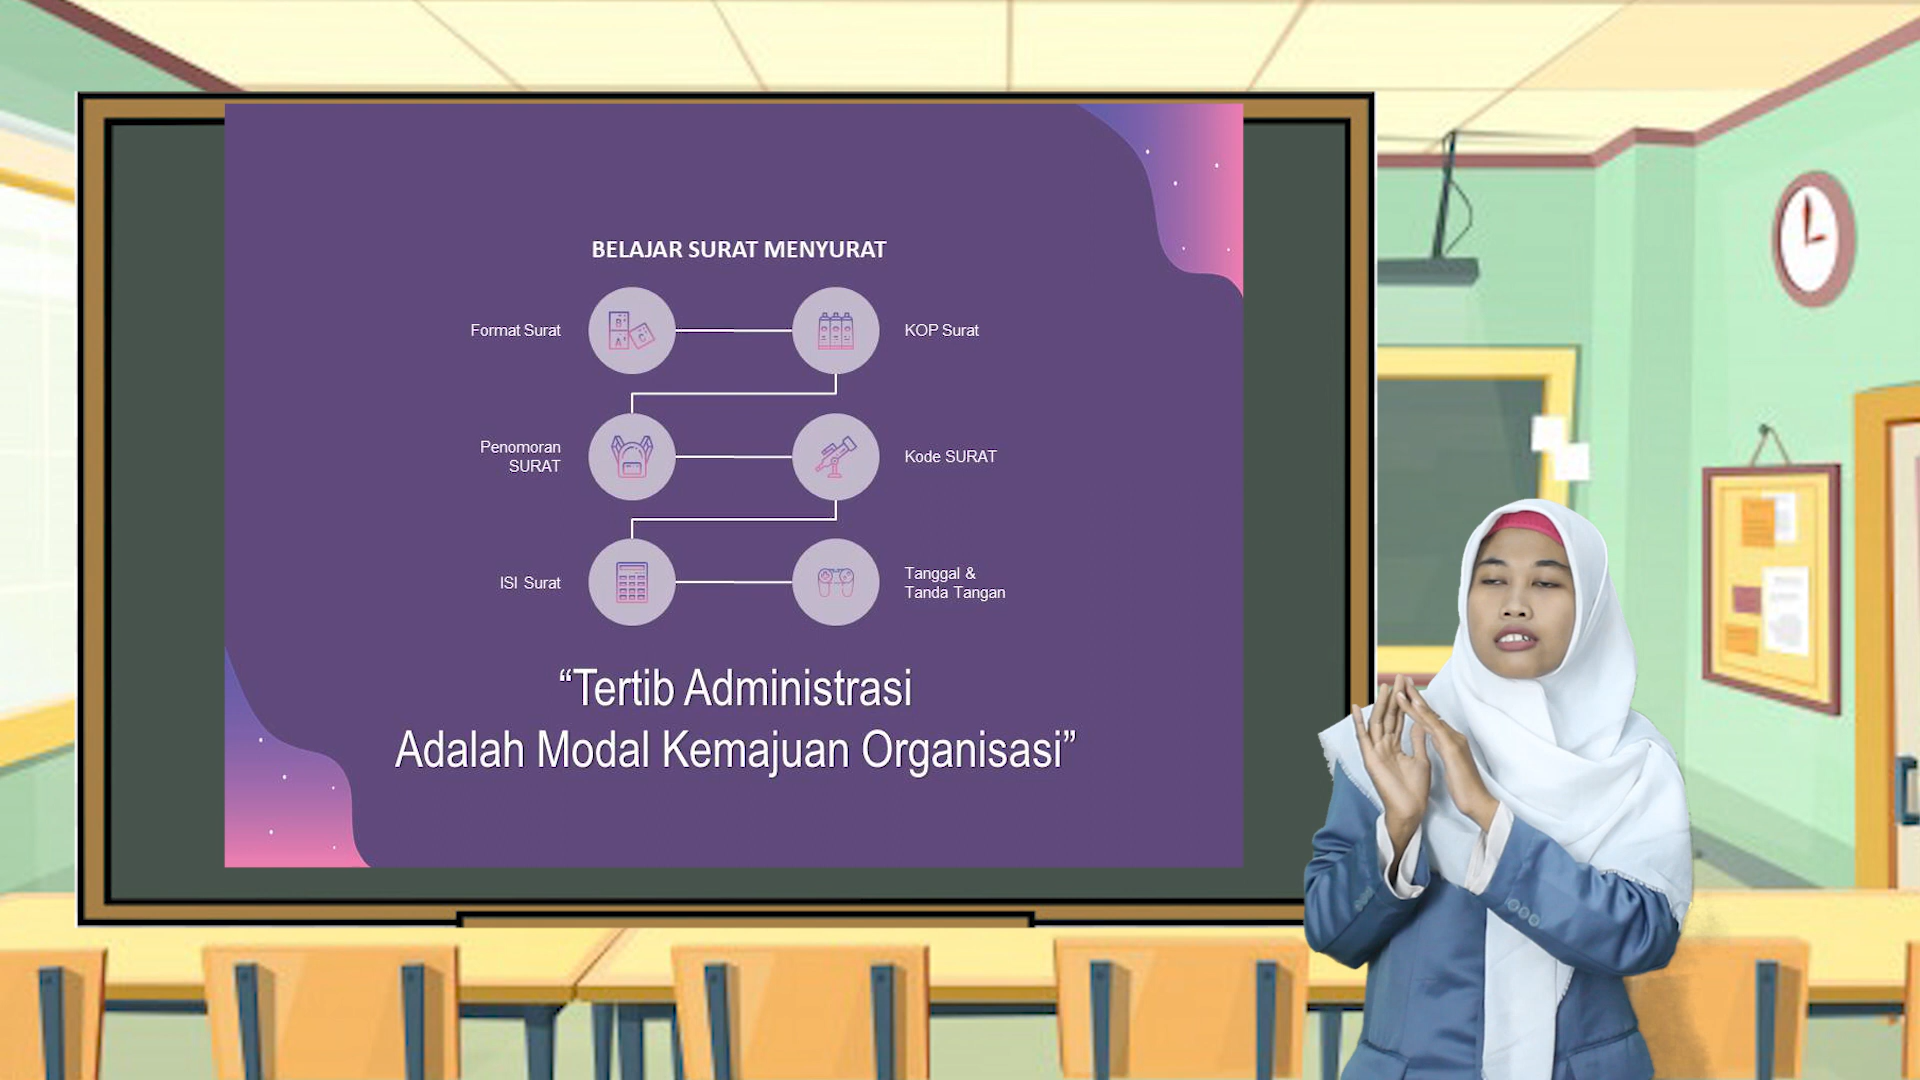 BELAJAR SURAT MENYURAT
Format Surat
KOP Surat
Penomoran
SURAT
Kode SURAT
ISI Surat
Tanggal &
Tanda Tangan
“Tertib Administrasi
Adalah Modal Kemajuan Organisasi”